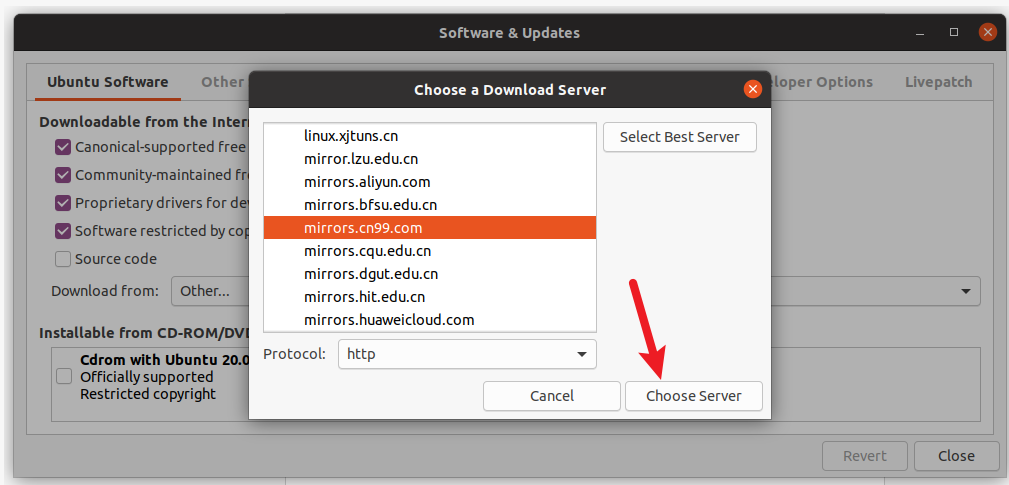 Software & Updates
Ubuntu Software
Other
loper Options
Livepatch
Choose a Download Server
Downloadable from the Inter
Canonical-supported free
Community-maintained fre
Proprietary drivers for dev
Software restricted by cop
Source code
Download from:
Other...
linux.xjtuns.cn
mirror.lzu.edu.cn
mirrors.aliyun.com
mirrors.bfsu.edu.cn
mirrors.cn99.com
mirrors.cqu.edu.cn
mirrors.dgut.edu.cn
mirrors.hit.edu.cn
mirrors.huaweicloud.com
Select Best Server
Protocol:
http
Cancel
Choose Server
Installable from CD-ROM/DVD
Cdrom with Ubuntu 20.0
Officially supported
Restricted copyright
Revert
Close